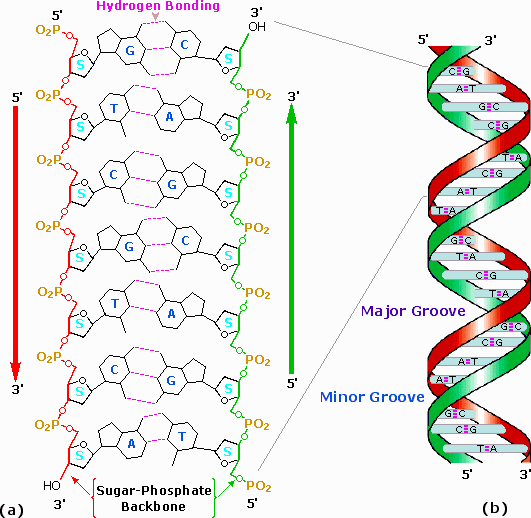 Hydrogen Bonding
5' 3' 5' 3'
O2P OH
G C S S
C≡G
A=T
O2P PO2
5' 3'
G≡C
T A S S
C≡G
O2P PO2
T=A
C G S S
C≡G
A=T
O2P PO2
T=A
G C S S
G≡C
T=A
C≡G
O2P PO2
T=A
T A S S
Major Groove
G≡C
C≡G
O2P PO2
A=T
C G S S
A=T
3' 5'
Minor Groove
G≡C
O2P PO2
C≡G
A T S S
T=A
HO Sugar-Phosphate PO2
3' Backbone 5'
5' 3'
(a) (b)